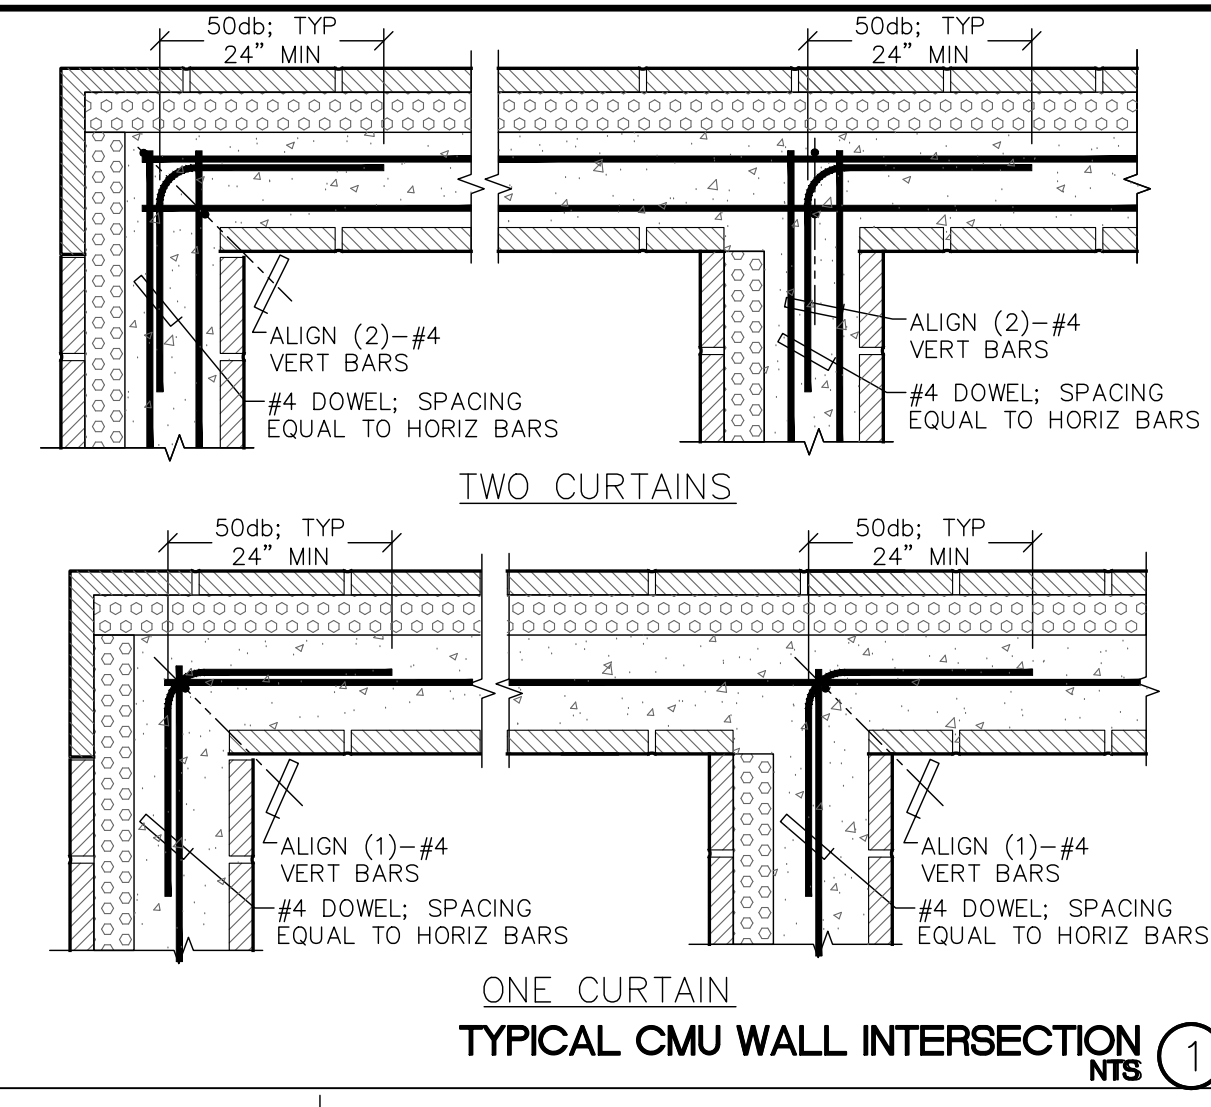 50db; TYP
24" MIN
50db; TYP
24" MIN
ALIGN (2)-#4
VERT BARS
#4 DOWEL; SPACING
EQUAL TO HORIZ BARS
ALIGN (2)-#4
VERT BARS
#4 DOWEL; SPACING
EQUAL TO HORIZ BARS
TWO CURTAINS
50db; TYP
24" MIN
50db; TYP
24" MIN
ALIGN (1)-#4
VERT BARS
#4 DOWEL; SPACING
EQUAL TO HORIZ BARS
ALIGN (1)-#4
VERT BARS
#4 DOWEL; SPACING
EQUAL TO HORIZ BARS
ONE CURTAIN
TYPICAL CMU WALL INTERSECTION
NTS
1